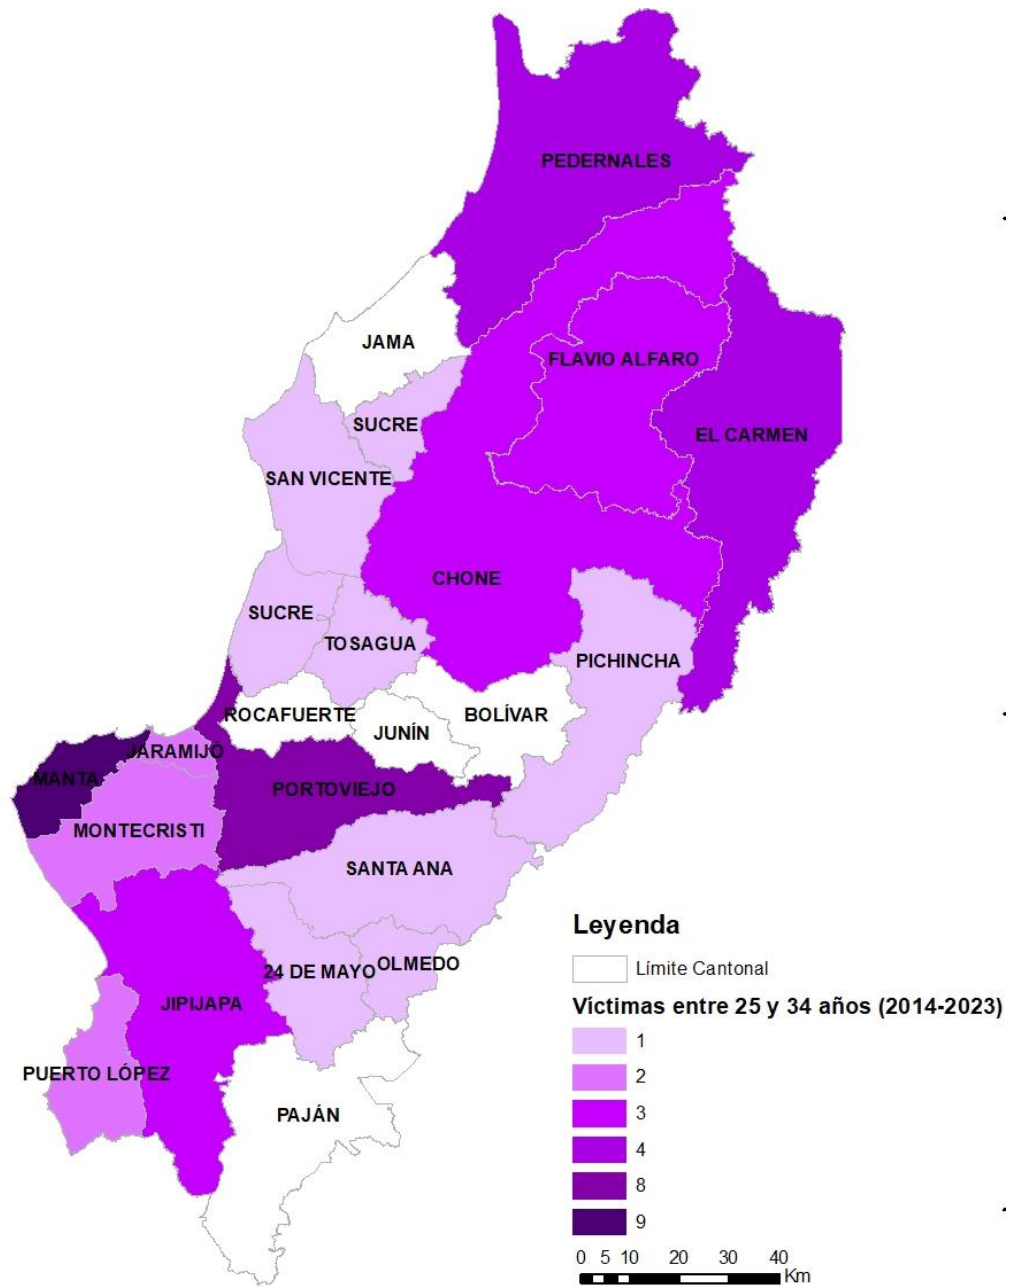 PEDERNALES
JAMA
FLAVIO ALFARO
SUCRE
EL CARMEN
SAN VICENTE
CHONE
SUCRE
TOSAGUA
PICHINCHA
ROCAFUERTE
BOLÍVAR
JUNÍN
JARAMIJÓ
MANTA
PORTOVIEJO
MONTECRISTI
SANTA ANA
24 DE MAYO
OLMEDO
JIPIJAPA
PUERTO LÓPEZ
PAJÁN
Leyenda
Límite Cantonal
Víctimas entre 25 y 34 años (2014-2023)
1
2
3
4
8
9
0 5 10 20 30 40
Km